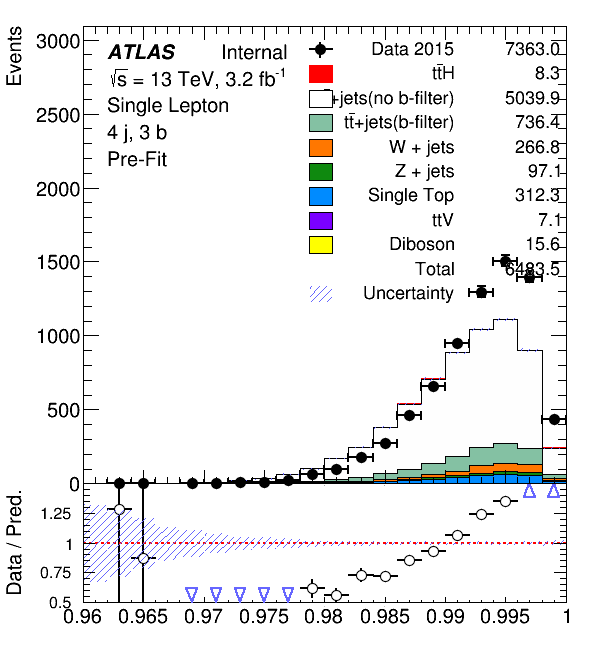 Events
3000
2500
2000
1500
1000
500
0
ATLAS Internal
√s = 13 TeV, 3.2 fb⁻¹
Single Lepton
4 j, 3 b
Pre-Fit
Data 2015 7363.0
tt̄H 8.3
+jets(no b-filter) 5039.9
tt̄+jets(b-filter) 736.4
W + jets 266.8
Z + jets 97.1
Single Top 312.3
ttV 7.1
Diboson 15.6
Total 6483.5
Uncertainty
Data / Pred.
1.25
1
0.75
0.5
0.96 0.965 0.97 0.975 0.98 0.985 0.99 0.995 1